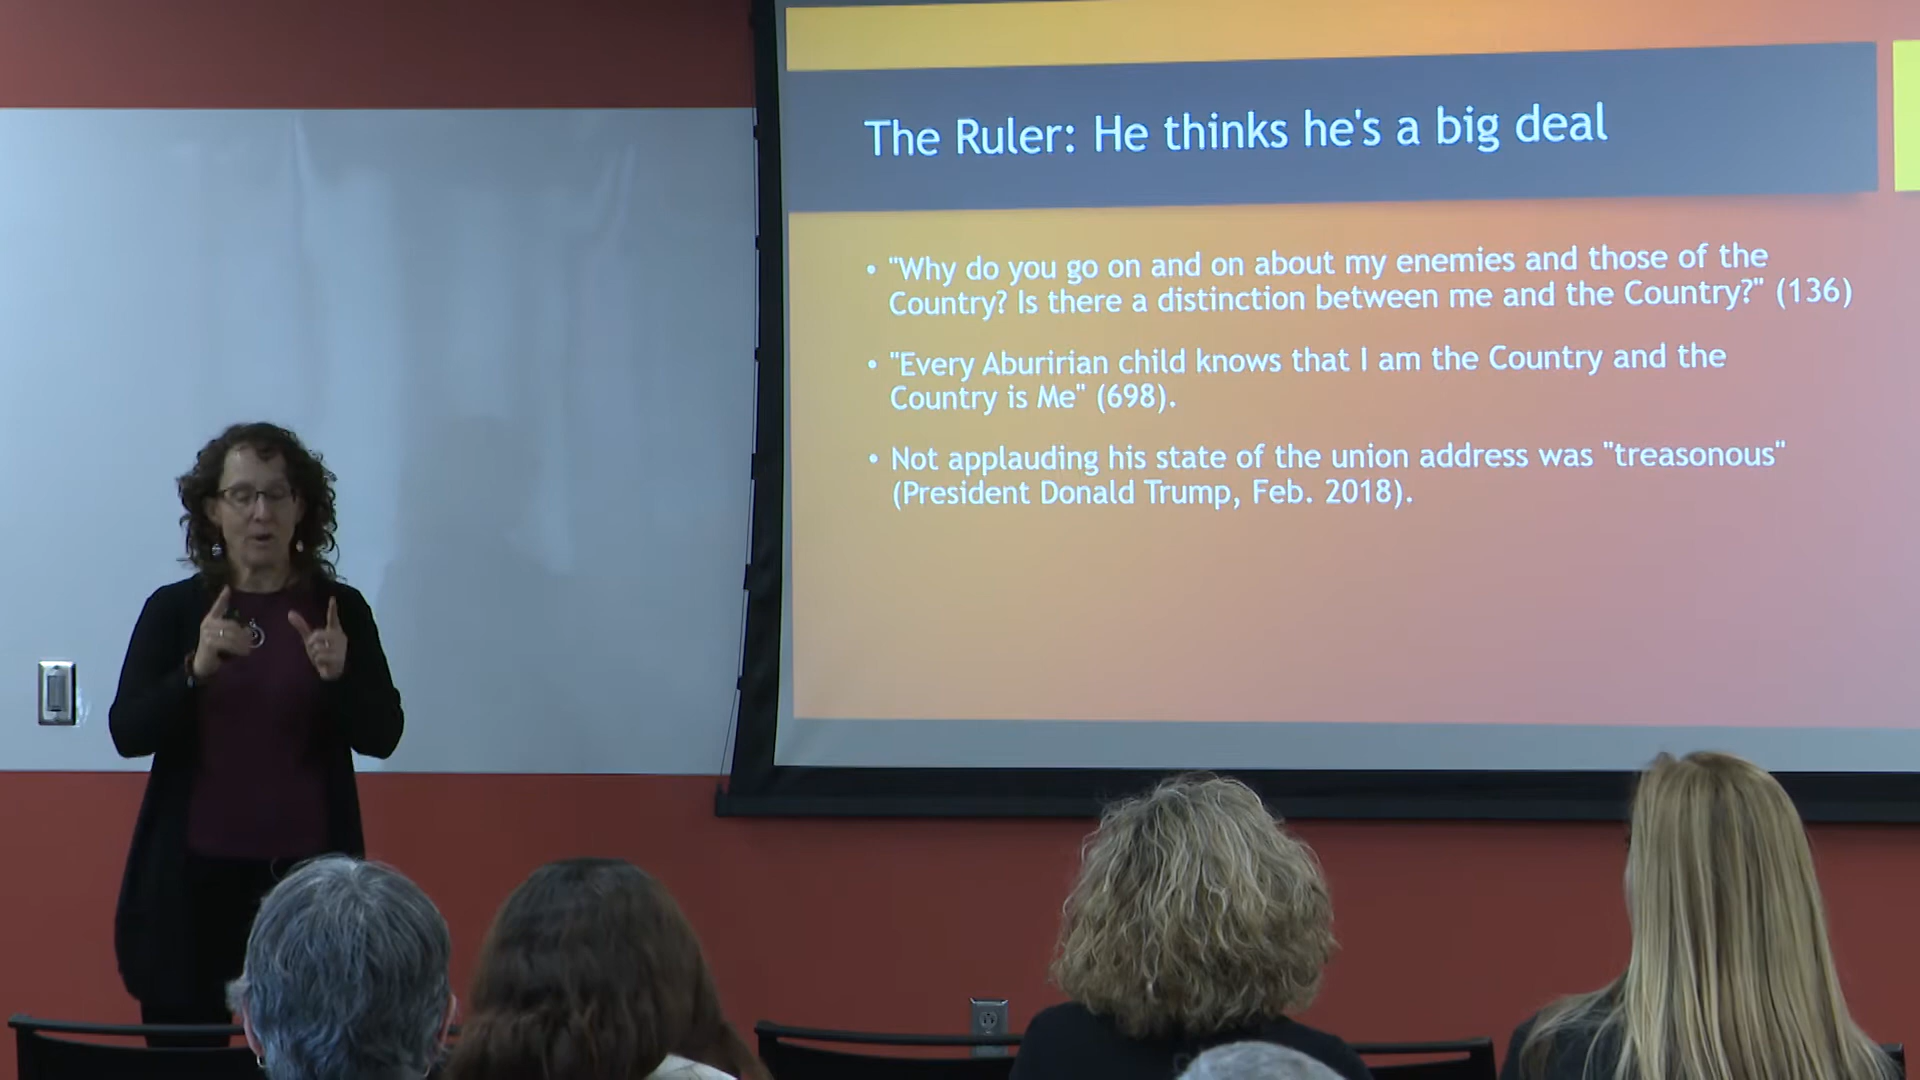 The Ruler: He thinks he's a big deal
• "Why do you go on and on about my enemies and those of the
Country? Is there a distinction between me and the Country?" (136)
• "Every Aburirian child knows that I am the Country and the
Country is Me" (698).
• Not applauding his state of the union address was "treasonous"
(President Donald Trump, Feb. 2018).